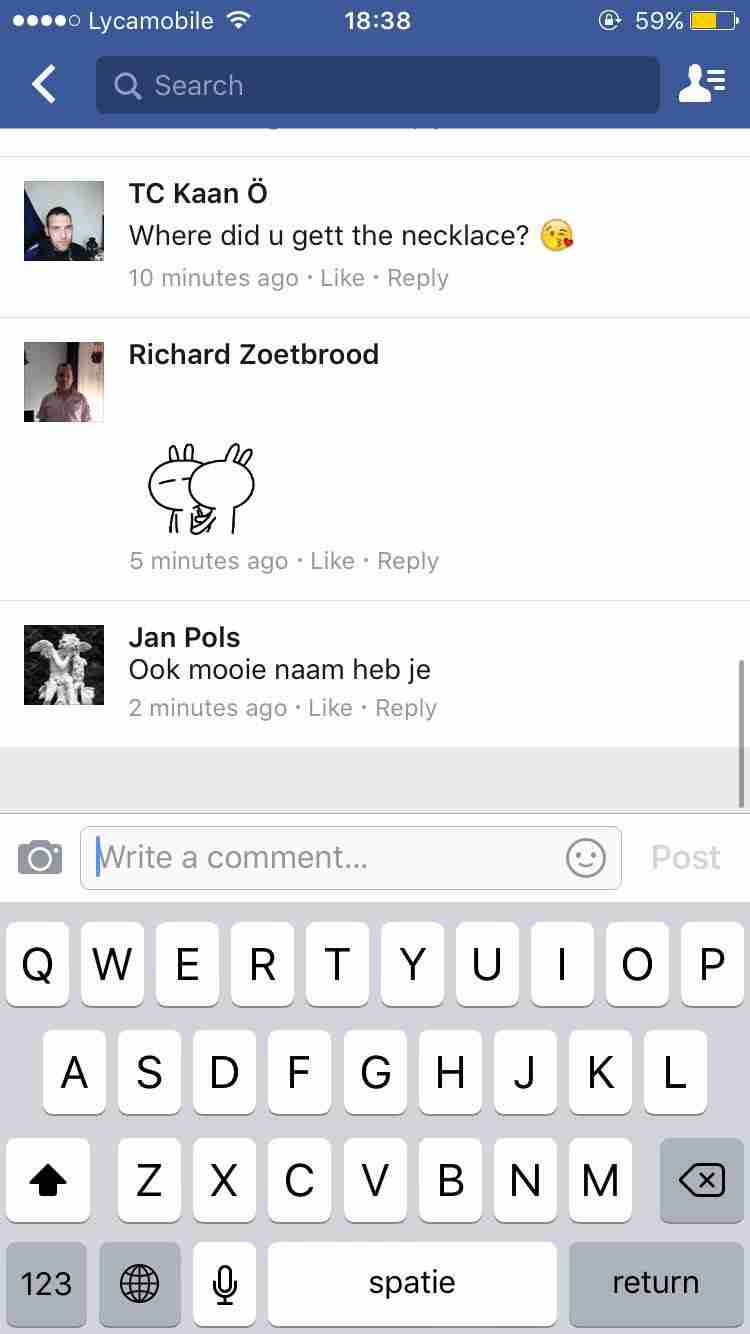 Lycamobile 18:38 59%
Search
TC Kaan Ö
Where did u gett the necklace? 😘
10 minutes ago · Like · Reply
Richard Zoetbrood
5 minutes ago · Like · Reply
Jan Pols
Ook mooie naam heb je
2 minutes ago · Like · Reply
Write a comment...
Post
Q W E R T Y U I O P
A S D F G H J K L
Z X C V B N M
123 spatie return